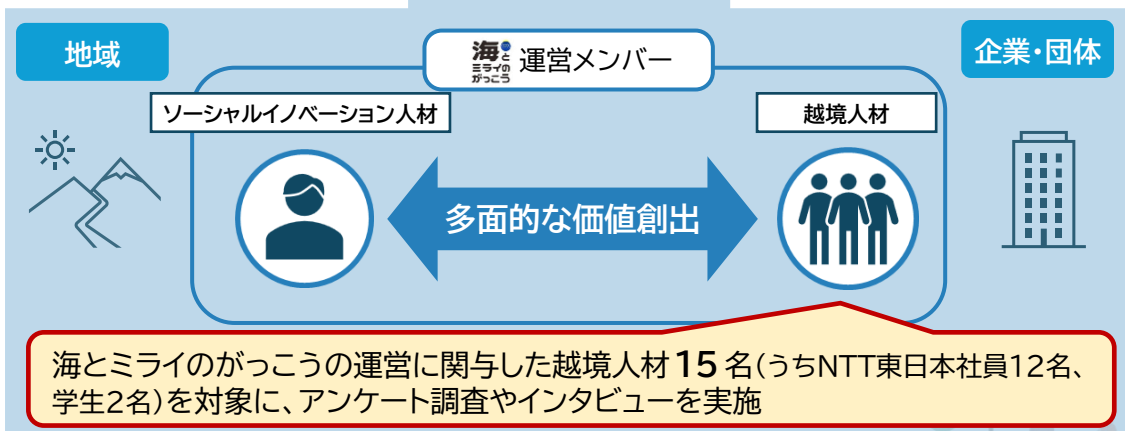 地域
海と
ミライの
がっこう
運営メンバー
企業・団体
ソーシャルイノベーション人材
越境人材
多面的な価値創出
海とミライのがっこうの運営に関与した越境人材15名(うちNTT東日本社員12名、
学生2名)を対象に、アンケート調査やインタビューを実施